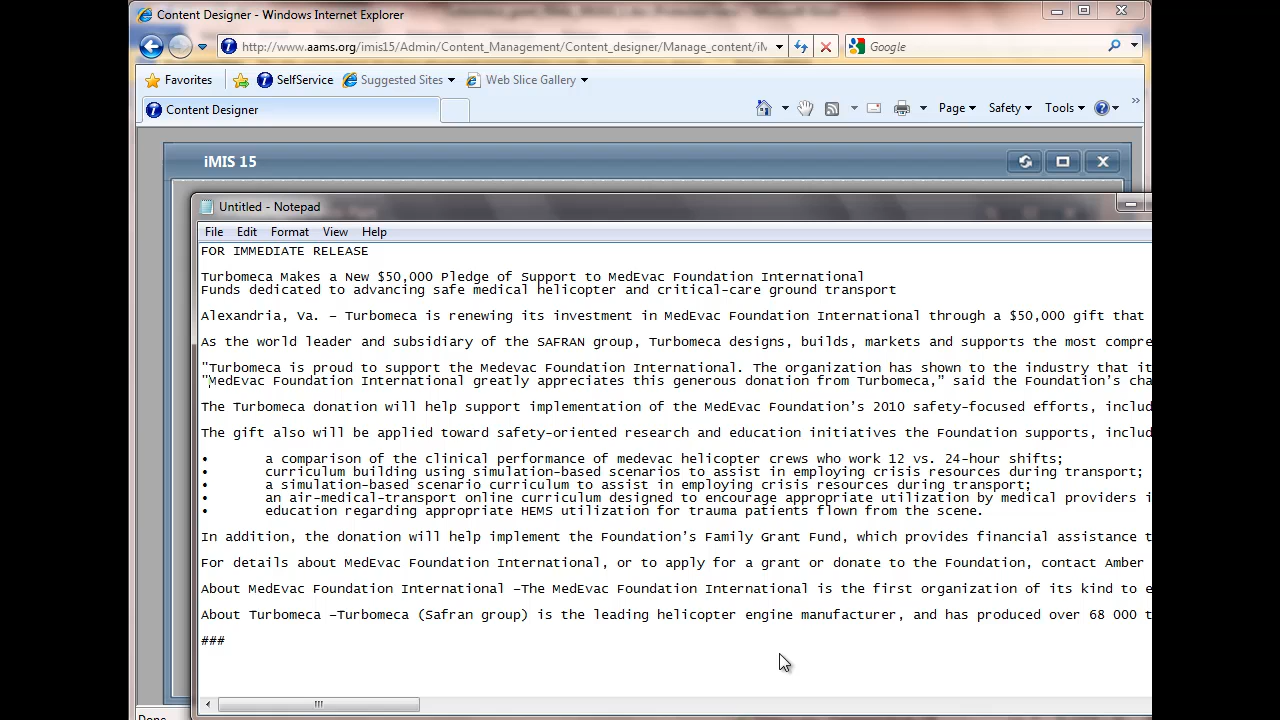 Content Designer - Windows Internet Explorer
http://www.aams.org/imis15/Admin/Content_Management/Content_designer/Manage_content/iM
Google
Favorites
SelfService
Suggested Sites
Web Slice Gallery
Content Designer
Page
Safety
Tools
»
iMIS 15
Untitled - Notepad
File Edit Format View Help
FOR IMMEDIATE RELEASE
Turbomeca Makes a New $50,000 Pledge of Support to MedEvac Foundation International
Funds dedicated to advancing safe medical helicopter and critical-care ground transport
Alexandria, Va. – Turbomeca is renewing its investment in MedEvac Foundation International through a $50,000 gift that
As the world leader and subsidiary of the SAFRAN group, Turbomeca designs, builds, markets and supports the most compre
"Turbomeca is proud to support the Medevac Foundation International. The organization has shown to the industry that it
"MedEvac Foundation International greatly appreciates this generous donation from Turbomeca,” said the Foundation’s cha
The Turbomeca donation will help support implementation of the MedEvac Foundation’s 2010 safety-focused efforts, includ
The gift also will be applied toward safety-oriented research and education initiatives the Foundation supports, includ
• a comparison of the clinical performance of medevac helicopter crews who work 12 vs. 24-hour shifts;
• curriculum building using simulation-based scenarios to assist in employing crisis resources during transport;
• a simulation-based scenario curriculum to assist in employing crisis resources during transport;
• an air-medical-transport online curriculum designed to encourage appropriate utilization by medical providers i
• education regarding appropriate HEMS utilization for trauma patients flown from the scene.
In addition, the donation will help implement the Foundation’s Family Grant Fund, which provides financial assistance t
For details about MedEvac Foundation International, or to apply for a grant or donate to the Foundation, contact Amber
About MedEvac Foundation International –The MedEvac Foundation International is the first organization of its kind to e
About Turbomeca –Turbomeca (Safran group) is the leading helicopter engine manufacturer, and has produced over 68 000 t
###
Done